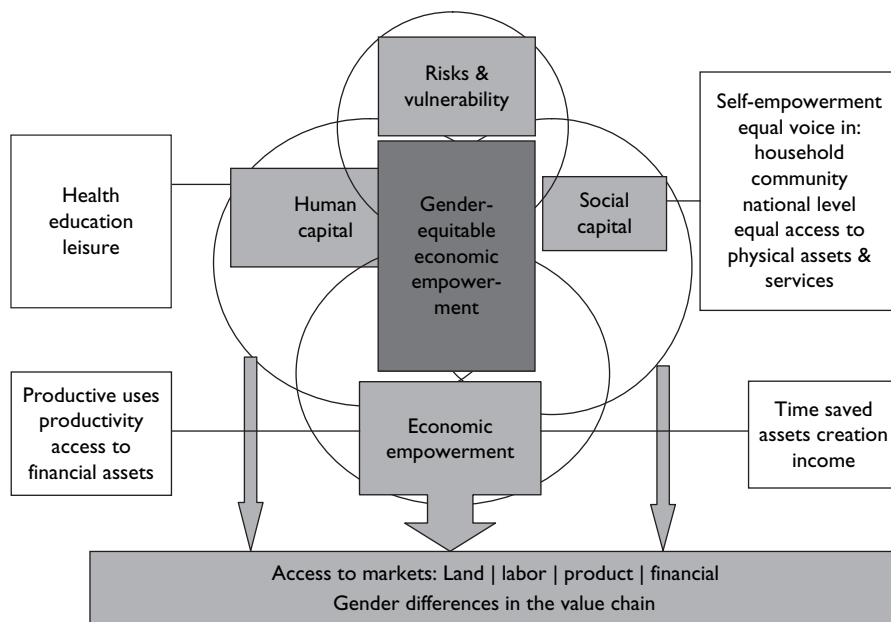 Risks &
vulnerability
Self-empowerment
equal voice in:
household
community
national level
equal access to
physical assets &
services
Health
education
leisure
Human
capital
Gender-
equitable
economic
empower-
ment
Social
capital
Productive uses
productivity
access to
financial assets
Economic
empowerment
Time saved
assets creation
income
Access to markets: Land | labor | product | financial
Gender differences in the value chain